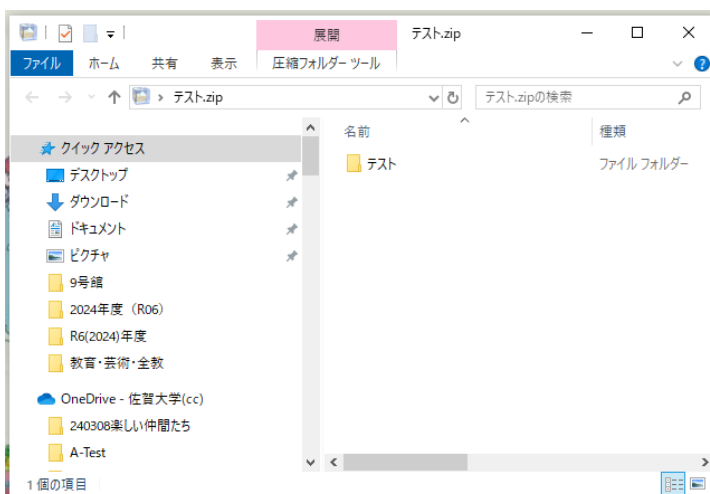 展開
テスト.zip
ファイル ホーム 共有 表示 圧縮フォルダー ツール
テスト.zip
テスト.zipの検索
名前 種類
クイック アクセス
テスト ファイル フォルダー
デスクトップ
ダウンロード
ドキュメント
ピクチャ
9号館
2024年度（R06）
R6(2024)年度
教育・芸術・全教
OneDrive - 佐賀大学(cc)
240308楽しい仲間たち
A-Test
1 個の項目